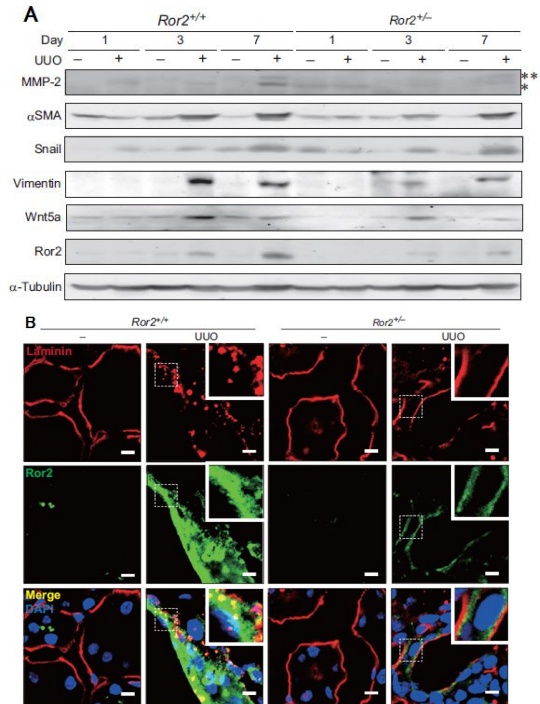 A
Ror2+/+ Ror2+/–
Day 1 3 7 1 3 7
UUO – + – + – + – + – + – +
MMP-2 **
*
αSMA
Snail
Vimentin
Wnt5a
Ror2
α-Tubulin
B
Ror2+/+ Ror2+/–
– UUO – UUO
Laminin
Ror2
Merge
DAPI